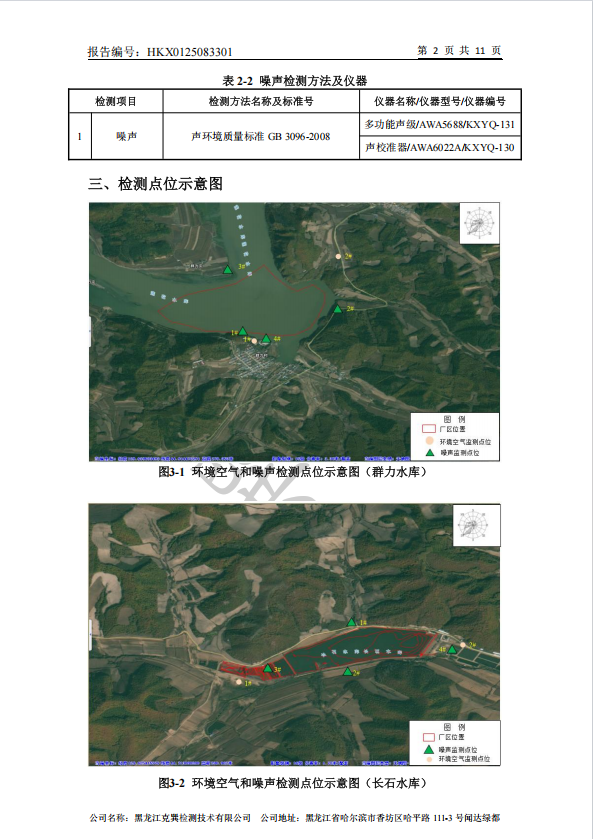 报告编号：HKX0125083301
第 2 页 共 11 页
表 2-2 噪声检测方法及仪器
检测项目 检测方法名称及标准号 仪器名称/仪器型号/仪器编号
1 噪声 声环境质量标准 GB 3096-2008 多功能声级/AWA5688/KXYQ-131
声校准器/AWA6022A/KXYQ-130
三、检测点位示意图
2#
3#
2#
1#
4#
1#
图 例
厂区位置
环境空气监测点位
噪声监测点位
图3-1 环境空气和噪声检测点位示意图（群力水库）
1#
2#
4#
3#
2#
1#
图 例
厂区位置
噪声监测点位
环境空气监测点位
图3-2 环境空气和噪声检测点位示意图（长石水库）
公司名称：黑龙江克巽检测技术有限公司 公司地址：黑龙江省哈尔滨市香坊区哈平路 111-3 号闻达绿都